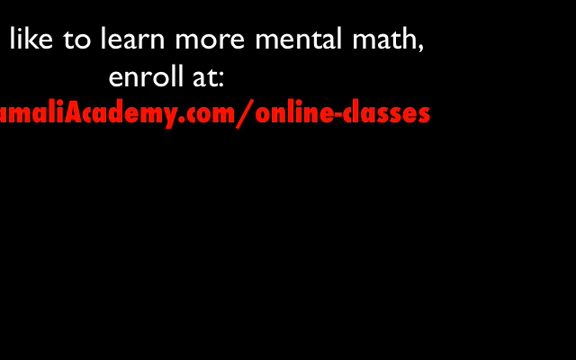 like to learn more mental math,
enroll at:
amaliAcademy.com/online-classes